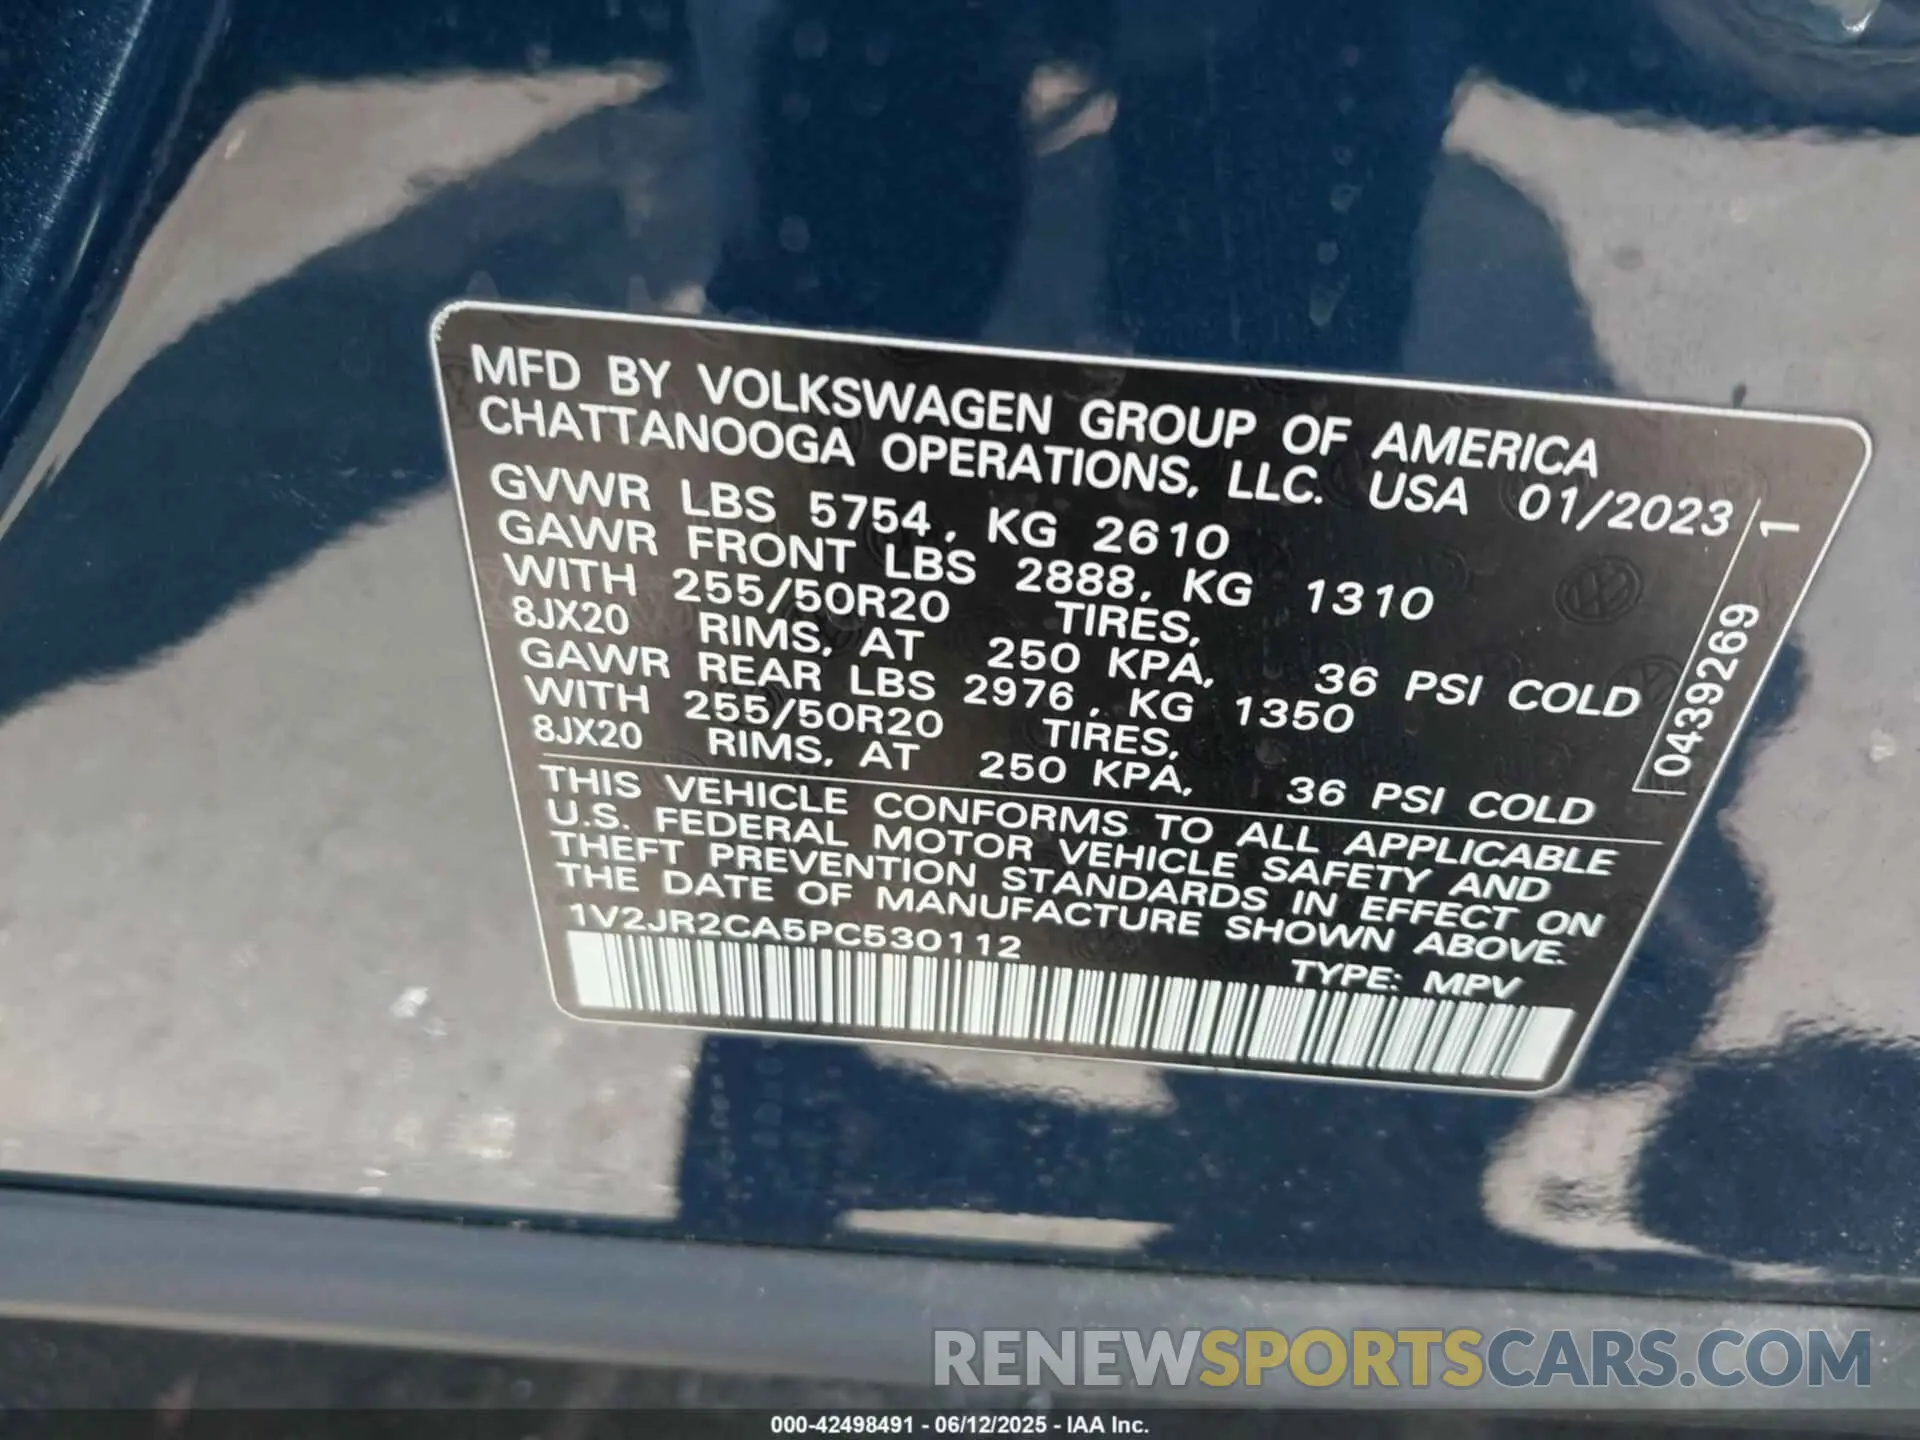 MFD BY VOLKSWAGEN GROUP OF AMERICA
CHATTANOOGA OPERATIONS, LLC. USA 01/2023
GVWR LBS 5754, KG 2610
GAWR FRONT LBS 2888, KG 1310
WITH 255/50R20 TIRES,
8JX20 RIMS, AT 250 KPA, 36 PSI COLD
GAWR REAR LBS 2976, KG 1350
WITH 255/50R20 TIRES,
8JX20 RIMS, AT 250 KPA, 36 PSI COLD
THIS VEHICLE CONFORMS TO ALL APPLICABLE
U.S. FEDERAL MOTOR VEHICLE SAFETY AND
THEFT PREVENTION STANDARDS IN EFFECT ON
THE DATE OF MANUFACTURE SHOWN ABOVE.
1V2JR2CA5PC530112
TYPE: MPV
0439269 1
RENEWSPORTSCARS.COM
000-42498491 - 06/12/2025 - IAA Inc.